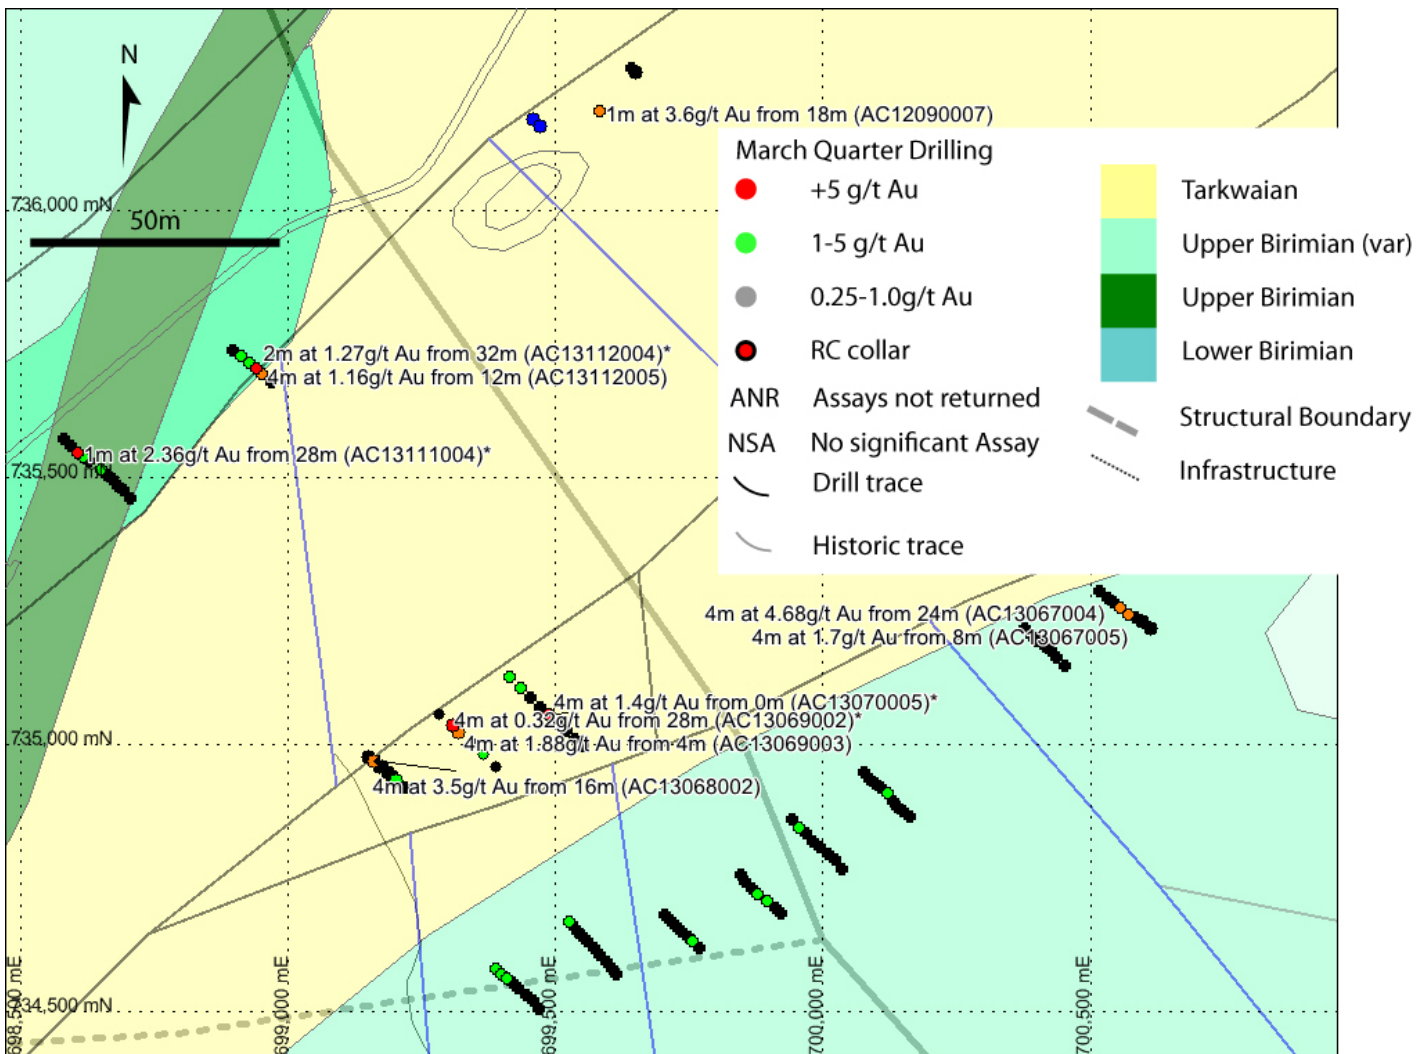 N
1m at 3.6g/t Au from 18m (AC12090007)
March Quarter Drilling
+5 g/t Au
1-5 g/t Au
0.25-1.0g/t Au
RC collar
ANR Assays not returned
NSA No significant Assay
Drill trace
Historic trace
Tarkwaian
Upper Birimian (var)
Upper Birimian
Lower Birimian
Structural Boundary
Infrastructure
736,000 mN
50m
2m at 1.27g/t Au from 32m (AC13112004)*
4m at 1.16g/t Au from 12m (AC13112005)
1m at 2.36g/t Au from 28m (AC13111004)*
735,500 mN
4m at 4.68g/t Au from 24m (AC13067004)
4m at 1.7g/t Au from 8m (AC13067005)
4m at 1.4g/t Au from 0m (AC13070005)*
4m at 0.32g/t Au from 28m (AC13069002)*
735,000 mN
4m at 1.88g/t Au from 4m (AC13069003)
4m at 3.5g/t Au from 16m (AC13068002)
734,500 mN
698,500 mE
699,000 mE
699,500 mE
700,000 mE
700,500 mE